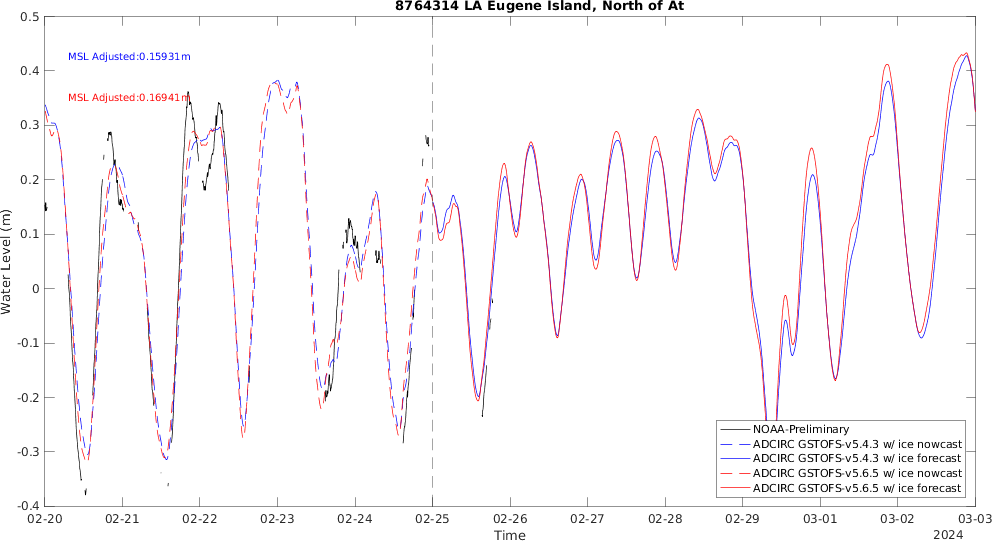 8764314 LA Eugene Island, North of At
0.5
0.4
0.3
0.2
0.1
0
-0.1
-0.2
-0.3
-0.4
Water Level (m)
MSL Adjusted:0.15931m
MSL Adjusted:0.16941m
NOAA-Preliminary
ADCIRC GSTOFS-v5.4.3 w/ ice nowcast
ADCIRC GSTOFS-v5.4.3 w/ ice forecast
ADCIRC GSTOFS-v5.6.5 w/ ice nowcast
ADCIRC GSTOFS-v5.6.5 w/ ice forecast
02-20 02-21 02-22 02-23 02-24 02-25 02-26 02-27 02-28 02-29 03-01 03-02 03-03
Time
2024